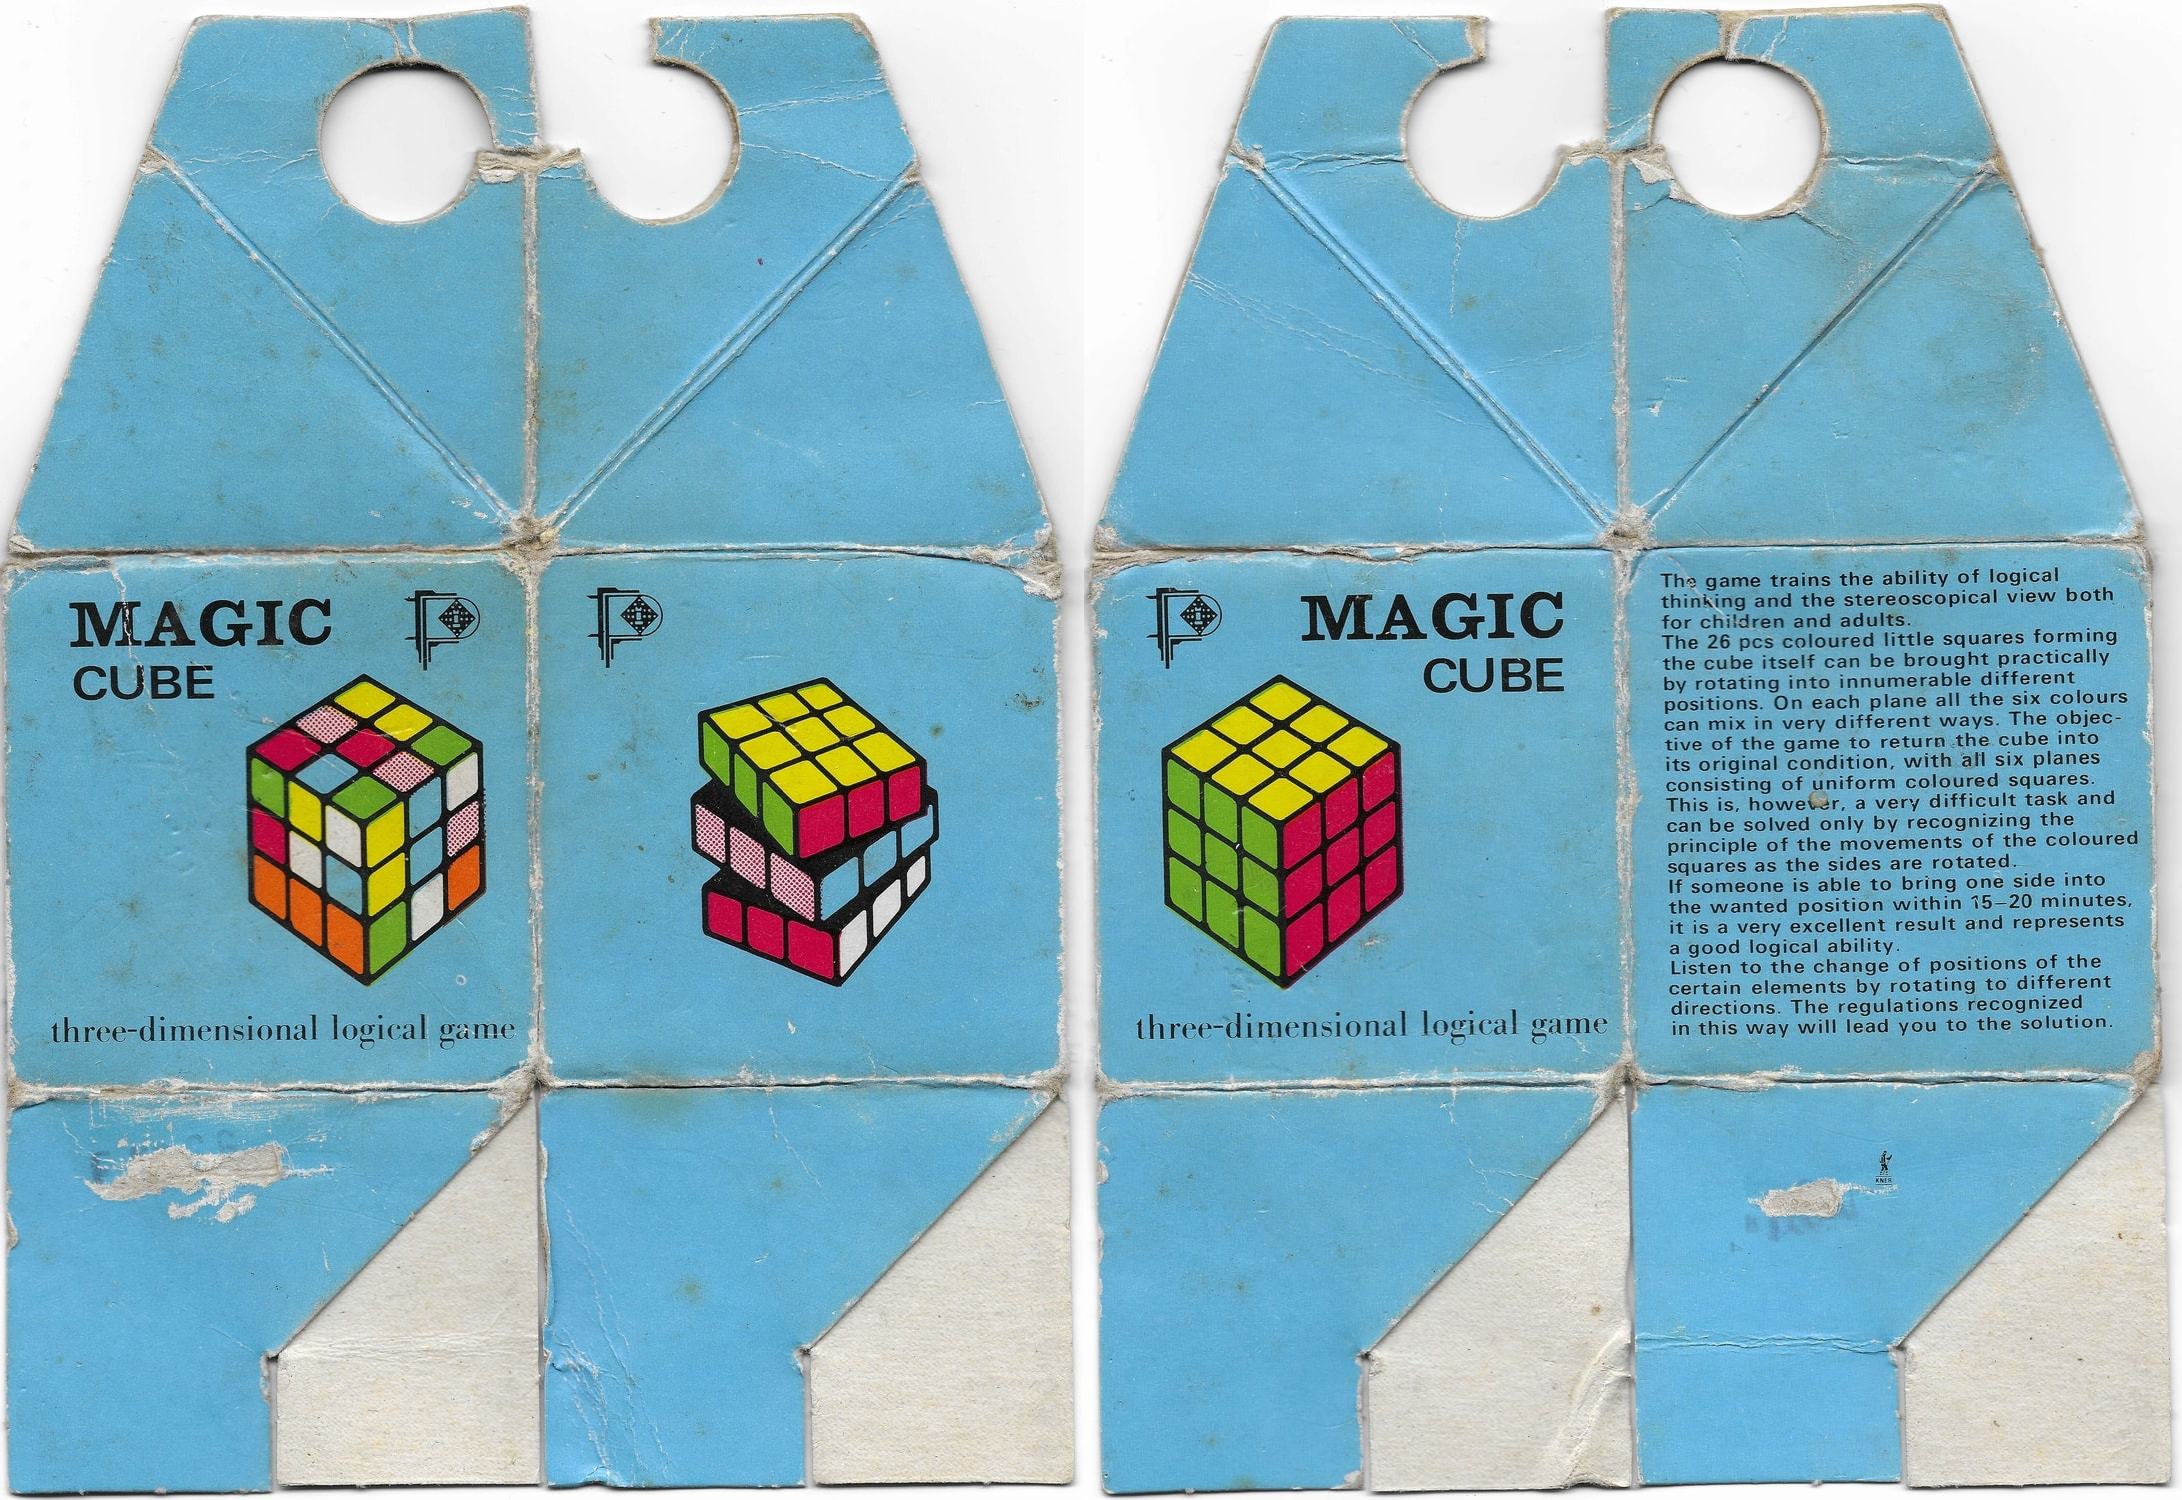 MAGIC
CUBE
three-dimensional logical game
MAGIC
CUBE
three-dimensional logical game
The game trains the ability of logical
thinking and the stereoscopical view both
for children and adults.
The 26 pcs coloured little squares forming
the cube itself can be brought practically
by rotating into innumerable different
positions. On each plane all the six colours
can mix in very different ways. The objec-
tive of the game to return the cube into
its original condition, with all six planes
consisting of uniform coloured squares.
This is, however, a very difficult task and
can be solved only by recognizing the
principle of the movements of the coloured
squares as the sides are rotated.
If someone is able to bring one side into
the wanted position within 15–20 minutes,
it is a very excellent result and represents
a good logical ability.
Listen to the change of positions of the
certain elements by rotating to different
directions. The regulations recognized
in this way will lead you to the solution.
KNER